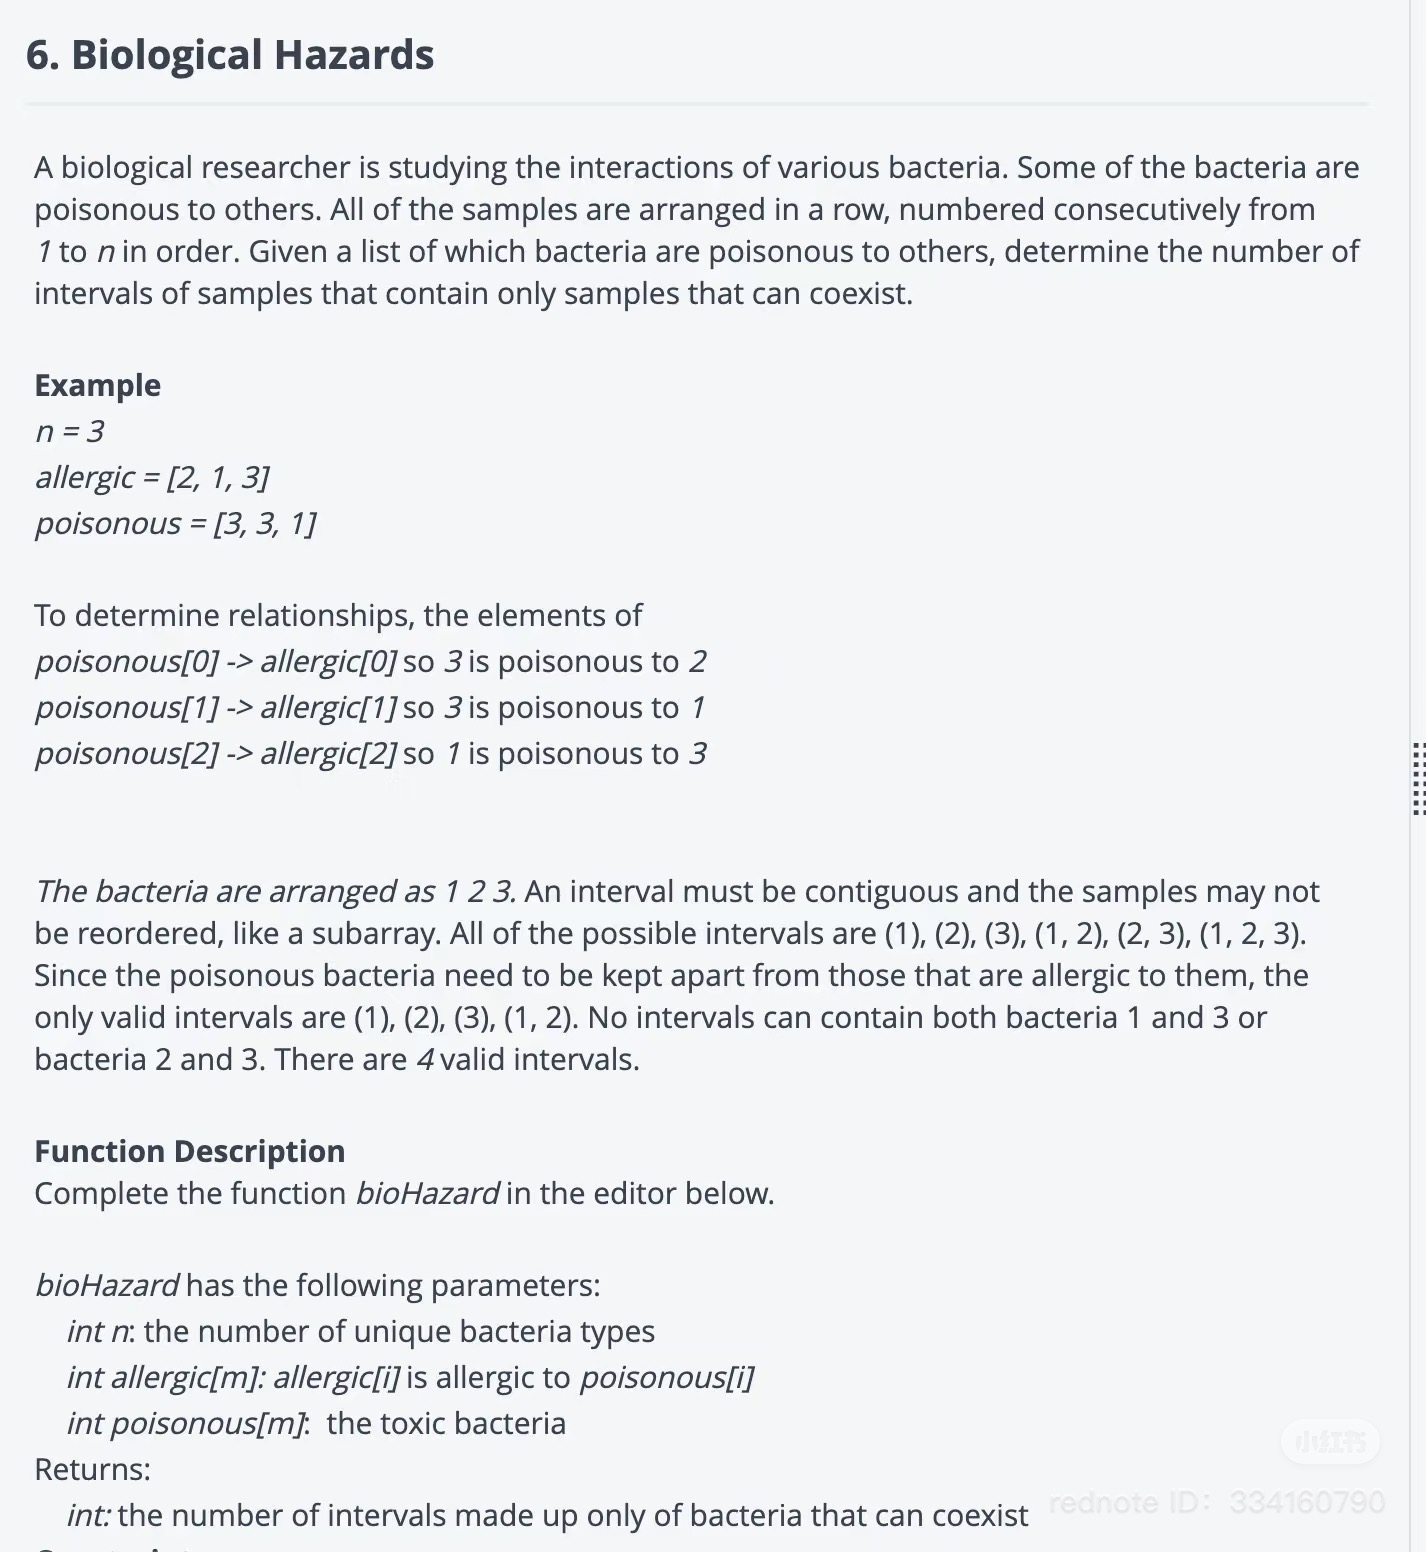 6. Biological Hazards
A biological researcher is studying the interactions of various bacteria. Some of the bacteria are
poisonous to others. All of the samples are arranged in a row, numbered consecutively from
1 to n in order. Given a list of which bacteria are poisonous to others, determine the number of
intervals of samples that contain only samples that can coexist.
Example
n = 3
allergic = [2, 1, 3]
poisonous = [3, 3, 1]
To determine relationships, the elements of
poisonous[0] -> allergic[0] so 3 is poisonous to 2
poisonous[1] -> allergic[1] so 3 is poisonous to 1
poisonous[2] -> allergic[2] so 1 is poisonous to 3
The bacteria are arranged as 1 2 3. An interval must be contiguous and the samples may not
be reordered, like a subarray. All of the possible intervals are (1), (2), (3), (1, 2), (2, 3), (1, 2, 3).
Since the poisonous bacteria need to be kept apart from those that are allergic to them, the
only valid intervals are (1), (2), (3), (1, 2). No intervals can contain both bacteria 1 and 3 or
bacteria 2 and 3. There are 4 valid intervals.
Function Description
Complete the function bioHazard in the editor below.
bioHazard has the following parameters:
int n: the number of unique bacteria types
int allergic[m]: allergic[i] is allergic to poisonous[i]
int poisonous[m]: the toxic bacteria
Returns:
int: the number of intervals made up only of bacteria that can coexist
小红书
rednote ID: 334160790